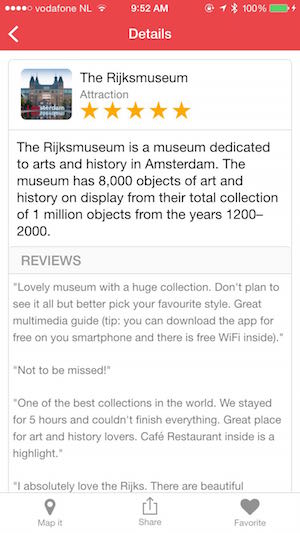 vodafone NL 9:52 AM 100%
Details
The Rijksmuseum
Attraction
The Rijksmuseum is a museum dedicated
to arts and history in Amsterdam. The
museum has 8,000 objects of art and
history on display from their total collection
of 1 million objects from the years 1200–
2000.
REVIEWS
"Lovely museum with a huge collection. Don't plan to
see it all but better pick your favourite style. Great
multimedia guide (tip: you can download the app for
free on you smartphone and there is free WiFi inside)."
"Not to be missed!"
"One of the best collections in the world. We stayed
for 5 hours and couldn't finish everything. Great place
for art and history lovers. Café Restaurant inside is a
highlight."
"I absolutely love the Rijks. There are beautiful
Map it
Share
Favorite